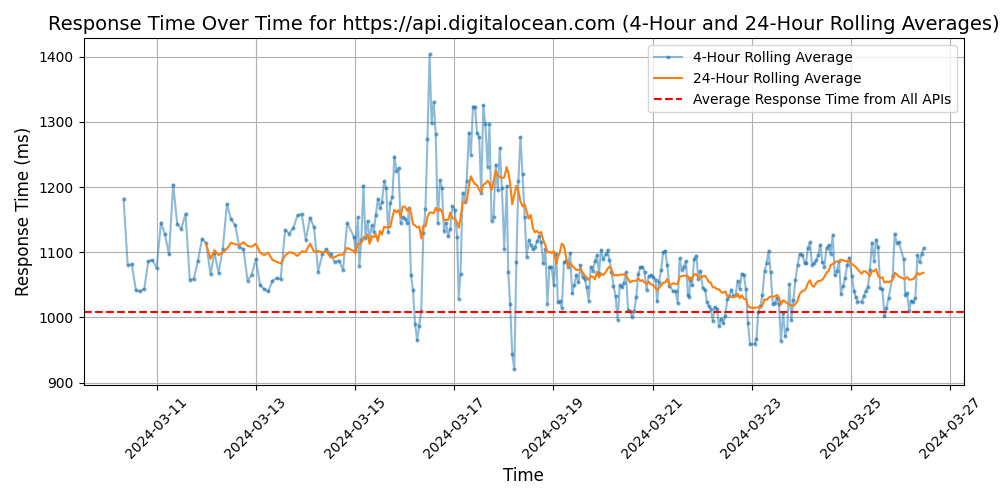 Response Time Over Time for https://api.digitalocean.com (4-Hour and 24-Hour Rolling Averages)
4-Hour Rolling Average
24-Hour Rolling Average
Average Response Time from All APIs
Response Time (ms)
1400
1300
1200
1100
1000
900
2024-03-11
2024-03-13
2024-03-15
2024-03-17
2024-03-19
2024-03-21
2024-03-23
2024-03-25
2024-03-27
Time